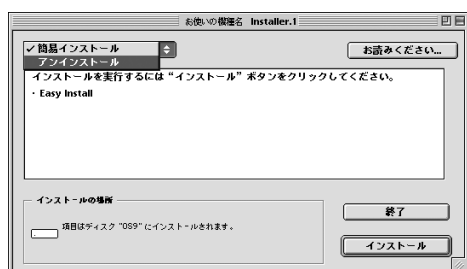 お使いの機種名 Installer.1
✓簡易インストール
アンインストール
お読みください...
インストールを実行するには“インストール”ボタンをクリックしてください。
・Easy Install
インストールの場所
項目はディスク "OS9" にインストールされます。
終了
インストール